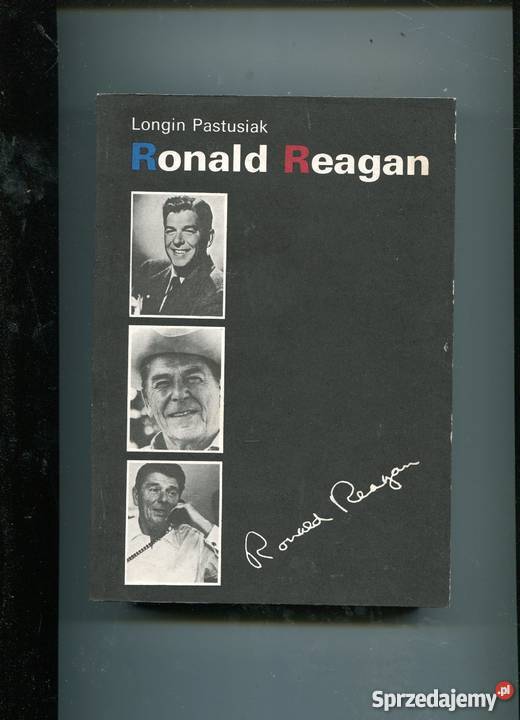 Longin Pastusiak
Ronald Reagan
Ronald Reagan
Sprzedajemy.pl